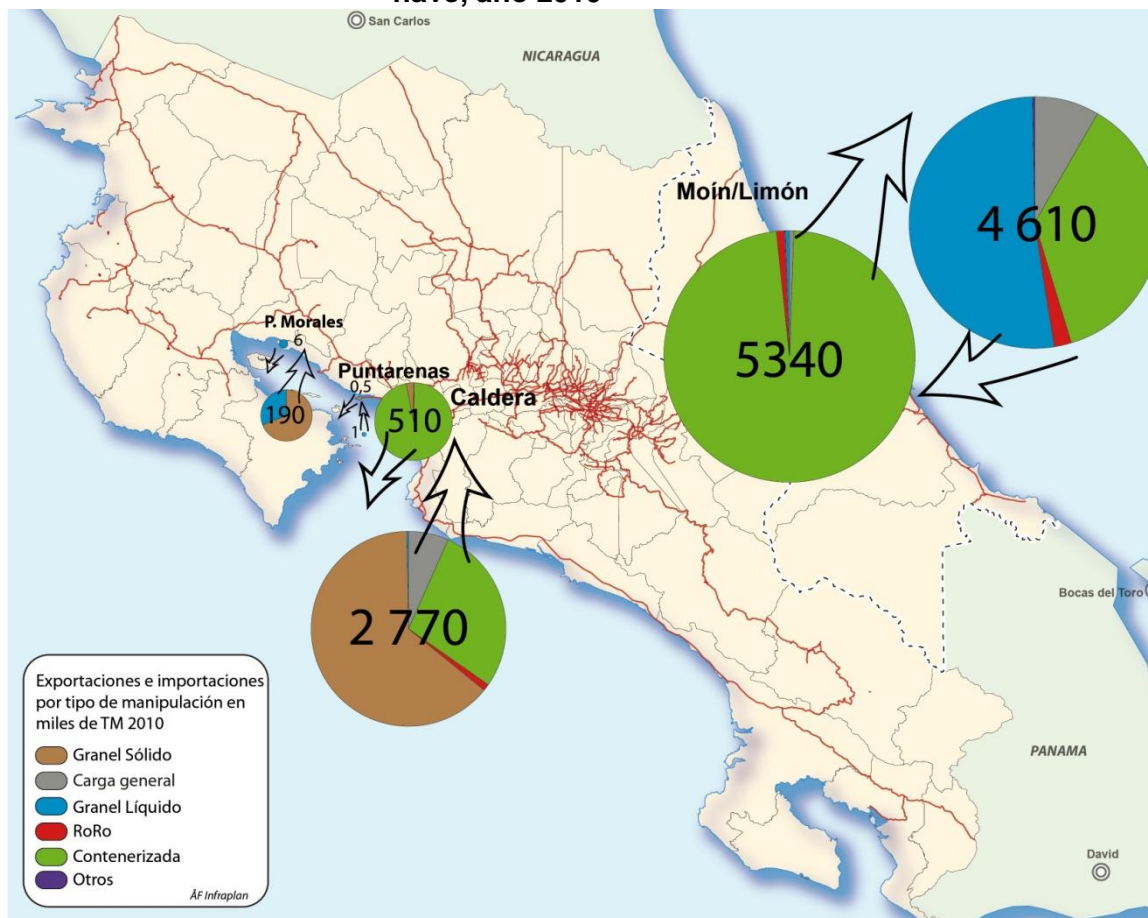 San Carlos
NICARAGUA
Moín/Limón
4 610
5340
P. Morales
6
Puntarenas
0,5
190
510
Caldera
1
2 770
Bocas del Toro
Exportaciones e importaciones
por tipo de manipulación en
miles de TM 2010
Granel Sólido
Carga general
Granel Líquido
RoRo
Contenerizada
Otros
ÅF Infraplan
PANAMA
David